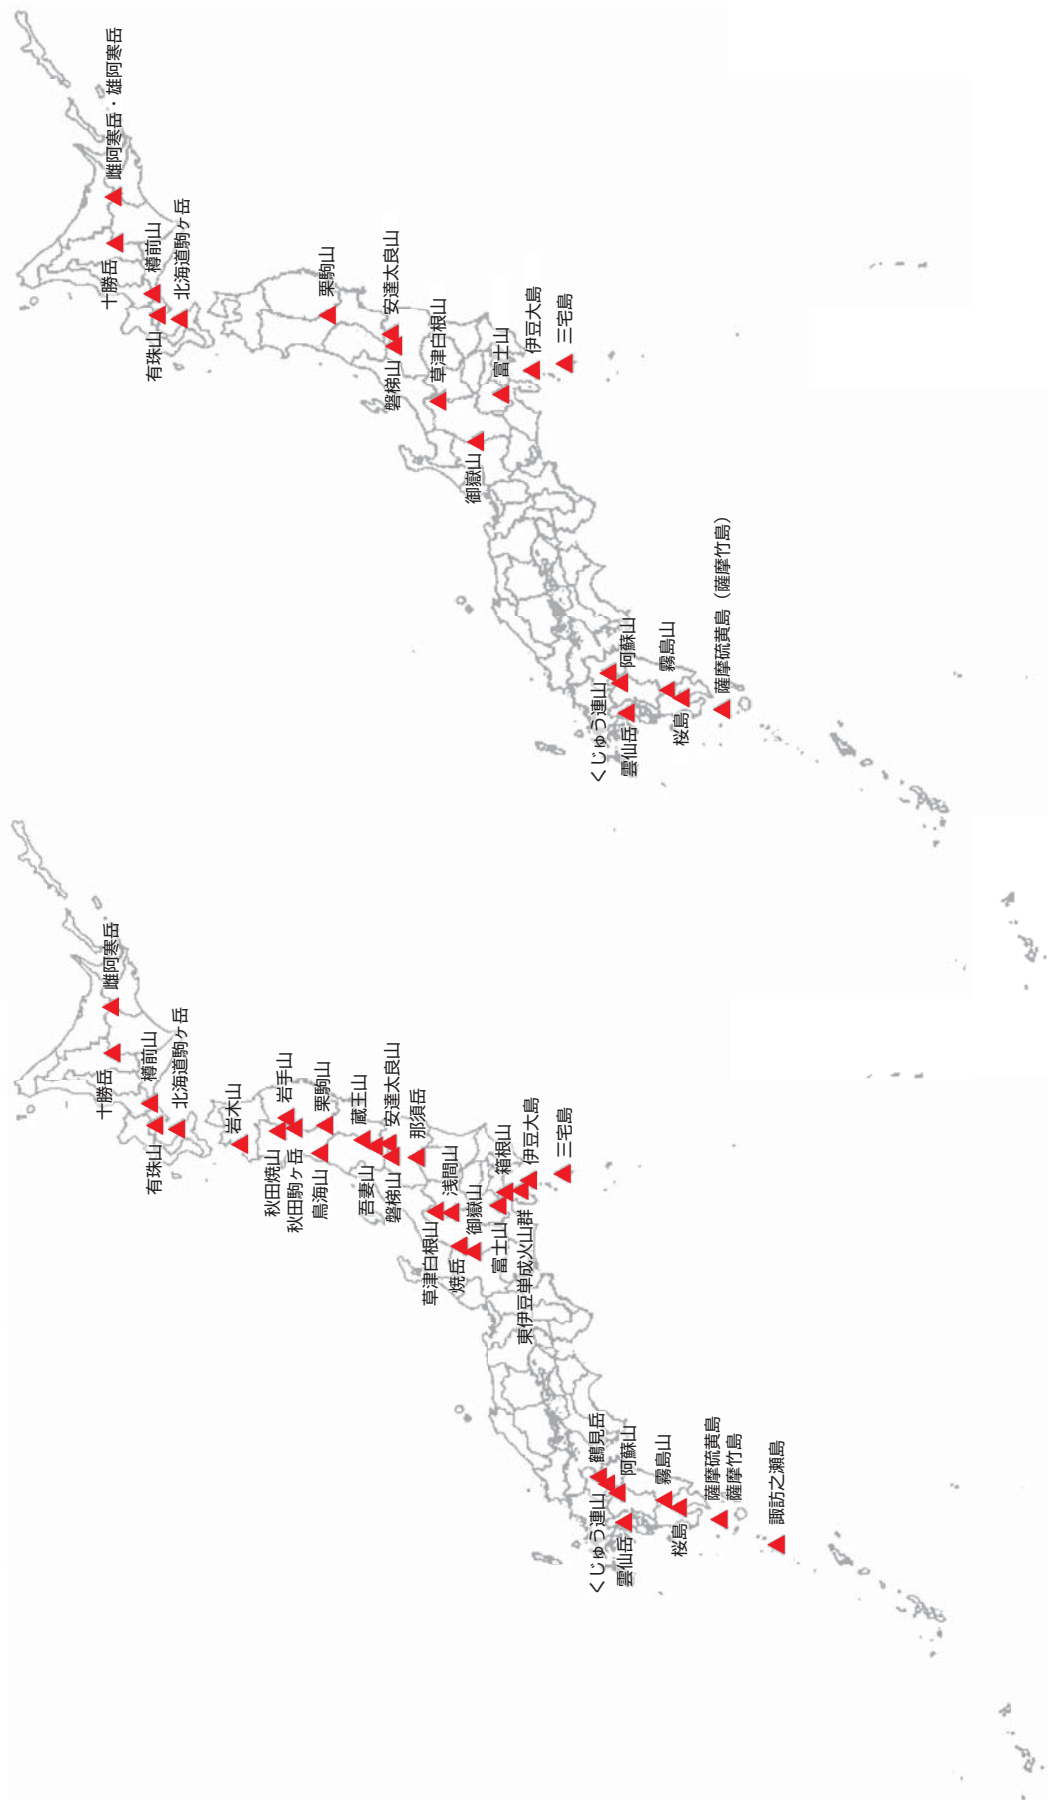 雌阿寒岳・雄阿寒岳
十勝岳
樽前山
有珠山
北海道駒ヶ岳
栗駒山
安達太良山
磐梯山
草津白根山
富士山
伊豆大島
三宅島
御嶽山
くじゅう連山
阿蘇山
雲仙岳
霧島山
桜島
薩摩硫黄島（薩摩竹島）
雌阿寒岳
十勝岳
樽前山
有珠山
北海道駒ヶ岳
岩木山
岩手山
秋田焼山
秋田駒ヶ岳
栗駒山
鳥海山
蔵王山
吾妻山
安達太良山
磐梯山
那須岳
浅間山
草津白根山
焼岳
御嶽山
箱根山
富士山
伊豆大島
東伊豆単成火山群
三宅島
鶴見岳
くじゅう連山
阿蘇山
雲仙岳
霧島山
桜島
薩摩硫黄島
薩摩竹島
諏訪之瀬島